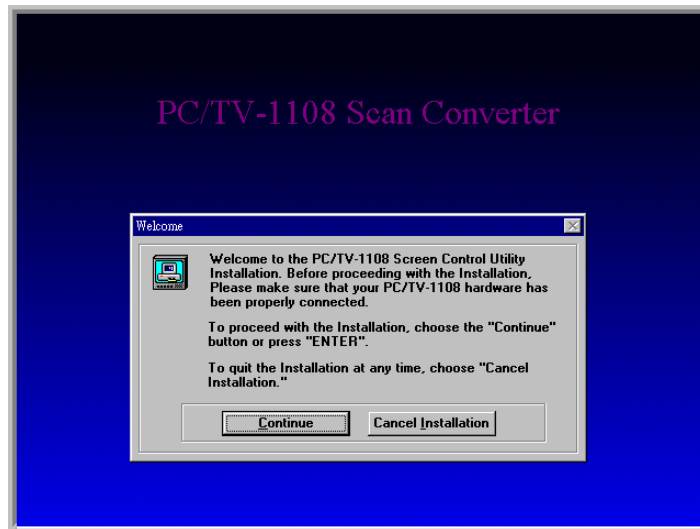 PC/TV-1108 Scan Converter
Welcome
Welcome to the PC/TV-1108 Screen Control Utility
Installation. Before proceeding with the Installation,
Please make sure that your PC/TV-1108 hardware has
been properly connected.
To proceed with the Installation, choose the "Continue"
button or press "ENTER".
To quit the Installation at any time, choose "Cancel
Installation."
Continue
Cancel Installation